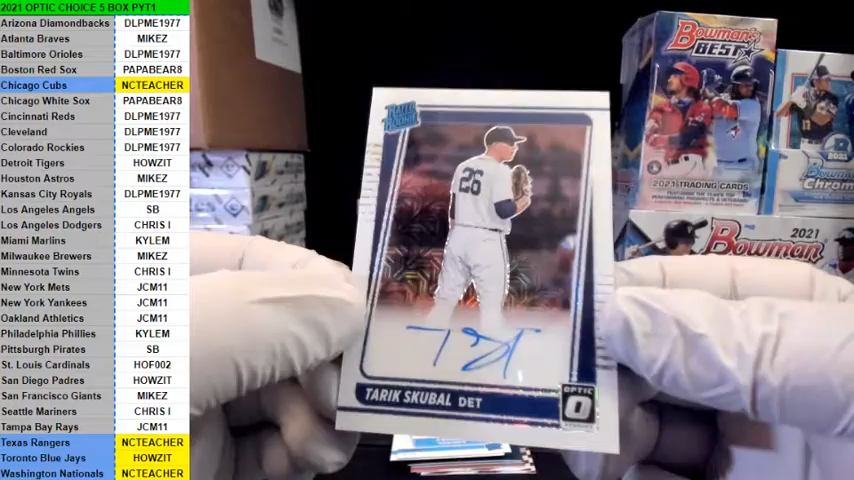 2021 OPTIC CHOICE 5 BOX PYT1
Arizona Diamondbacks DLPME1977
Atlanta Braves MIKEZ
Baltimore Orioles DLPME1977
Boston Red Sox PAPABEAR8
Chicago Cubs NCTEACHER
Chicago White Sox PAPABEAR8
Cincinnati Reds DLPME1977
Cleveland DLPME1977
Colorado Rockies DLPME1977
Detroit Tigers HOWZIT
Houston Astros MIKEZ
Kansas City Royals DLPME1977
Los Angeles Angels SB
Los Angeles Dodgers CHRIS I
Miami Marlins KYLEM
Milwaukee Brewers MIKEZ
Minnesota Twins CHRIS I
New York Mets JCM11
New York Yankees JCM11
Oakland Athletics JCM11
Philadelphia Phillies KYLEM
Pittsburgh Pirates SB
St. Louis Cardinals HOF002
San Diego Padres HOWZIT
San Francisco Giants MIKEZ
Seattle Mariners CHRIS I
Tampa Bay Rays JCM11
Texas Rangers NCTEACHER
Toronto Blue Jays HOWZIT
Washington Nationals NCTEACHER
RATED ROOKIE
26
TARIK SKUBAL DET
OPTIC
Bowman's
BEST
2021 TRADING CARDS
2021
Bowman
Chrome
2021
Bowman